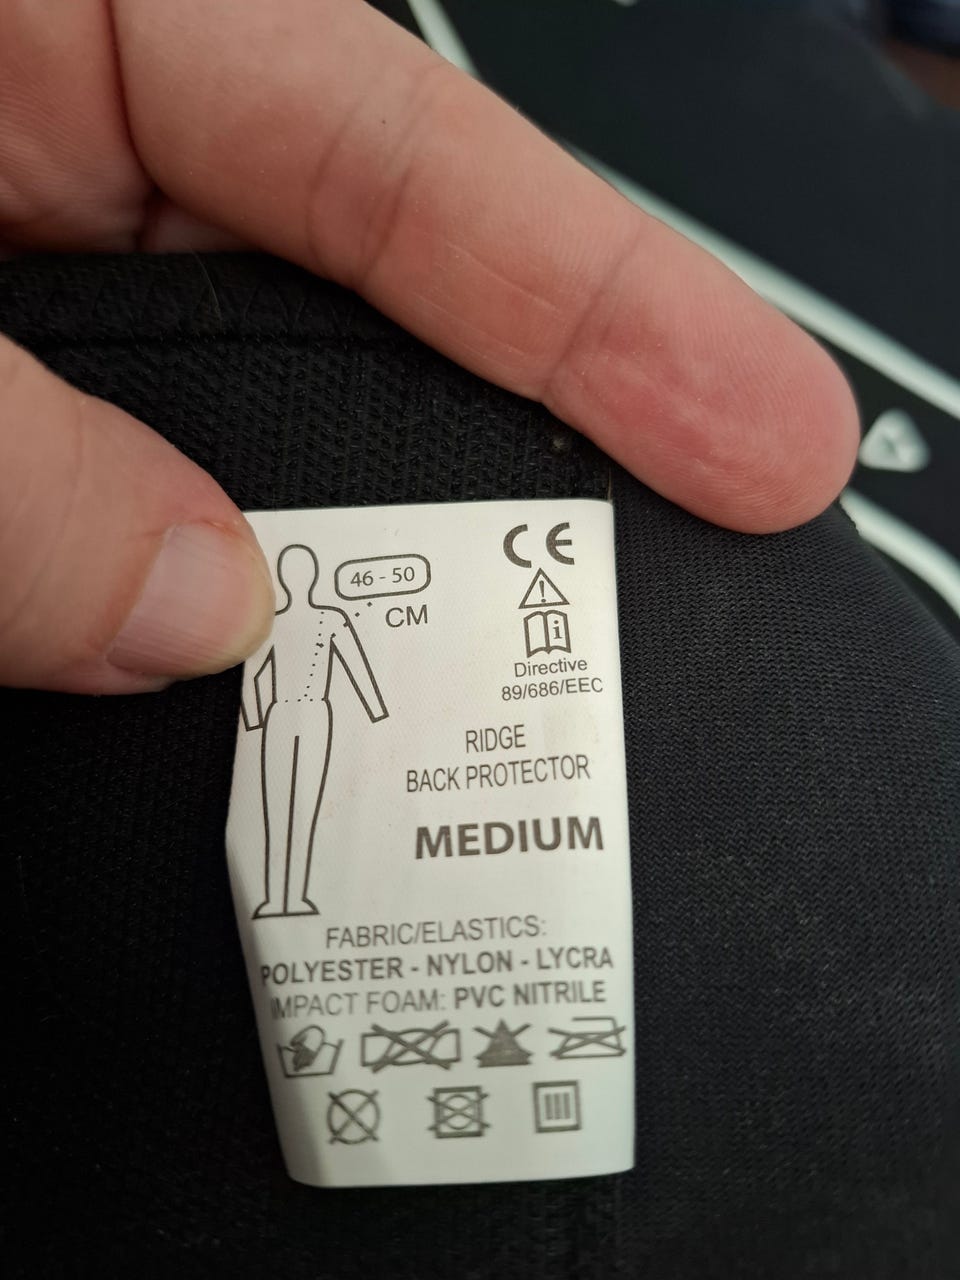 46 - 50
CM
CE
Directive
89/686/EEC
RIDGE
BACK PROTECTOR
MEDIUM
FABRIC/ELASTICS:
POLYESTER - NYLON - LYCRA
IMPACT FOAM: PVC NITRILE